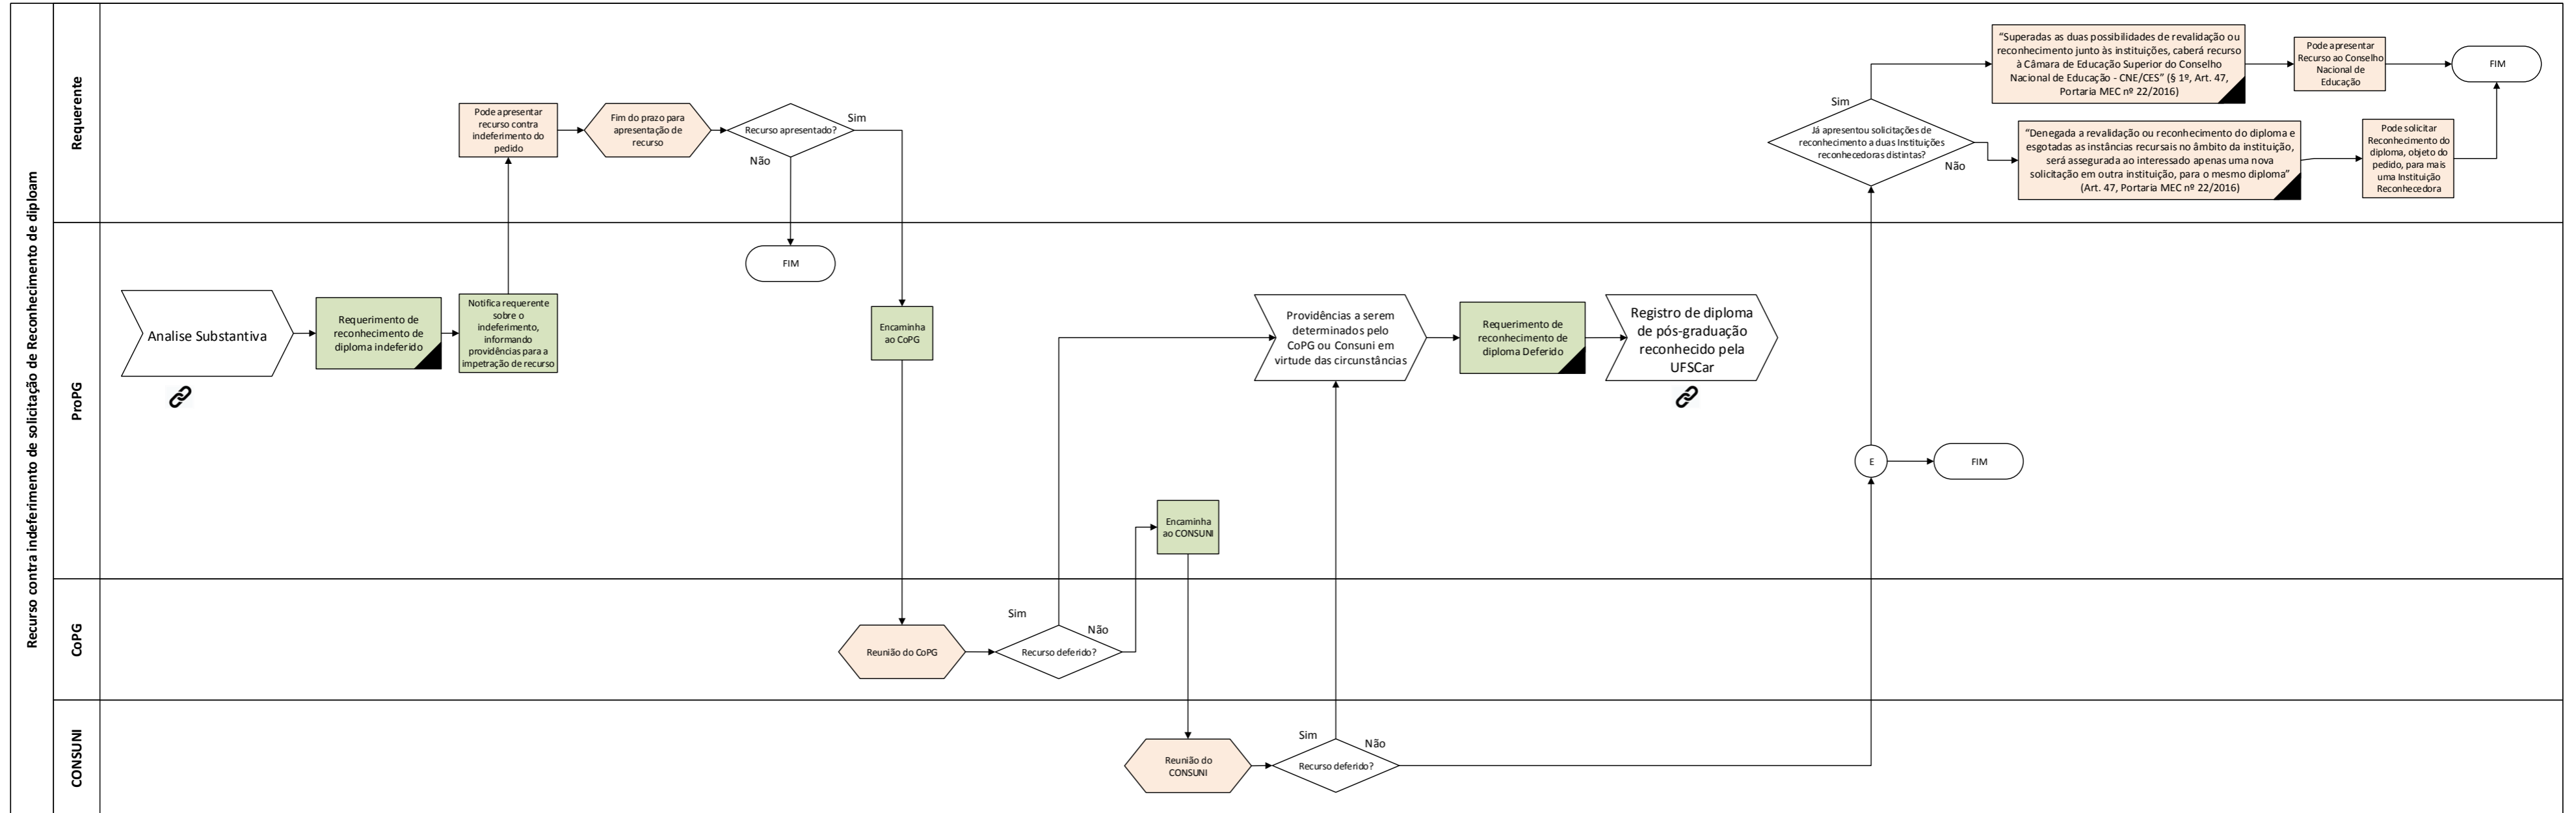 Recurso contra indeferimento de solicitação de Reconhecimento de diploam
Requerente
Pode apresentar
recurso contra
indeferimento do
pedido
Fim do prazo para
apresentação de
recurso
Recurso apresentado?
Sim
Não
Já apresentou solicitações de
reconhecimento a duas Instituições
reconhecedoras distintas?
Sim
Não
“Superadas as duas possibilidades de revalidação ou
reconhecimento junto às instituições, caberá recurso
à Câmara de Educação Superior do Conselho
Nacional de Educação - CNE/CES” (§ 1º, Art. 47,
Portaria MEC nº 22/2016)
Pode apresentar
Recurso ao Conselho
Nacional de
Educação
FIM
“Denegada a revalidação ou reconhecimento do diploma e
esgotadas as instâncias recursais no âmbito da instituição,
será assegurada ao interessado apenas uma nova
solicitação em outra instituição, para o mesmo diploma”
(Art. 47, Portaria MEC nº 22/2016)
Pode solicitar
Reconhecimento do
diploma, objeto do
pedido, para mais
uma Instituição
Reconhecedora
ProPG
FIM
Analise Substantiva
Requerimento de
reconhecimento de
diploma indeferido
Notifica requerente
sobre o
indeferimento,
informando
providências para a
impetração de recurso
Encaminha
ao CoPG
Providências a serem
determinados pelo
CoPG ou Consuni em
virtude das circunstâncias
Requerimento de
reconhecimento de
diploma Deferido
Registro de diploma
de pós-graduação
reconhecido pela
UFSCar
E
FIM
Encaminha
ao CONSUNI
CoPG
Reunião do CoPG
Recurso deferido?
Sim
Não
CONSUNI
Reunião do
CONSUNI
Recurso deferido?
Sim
Não